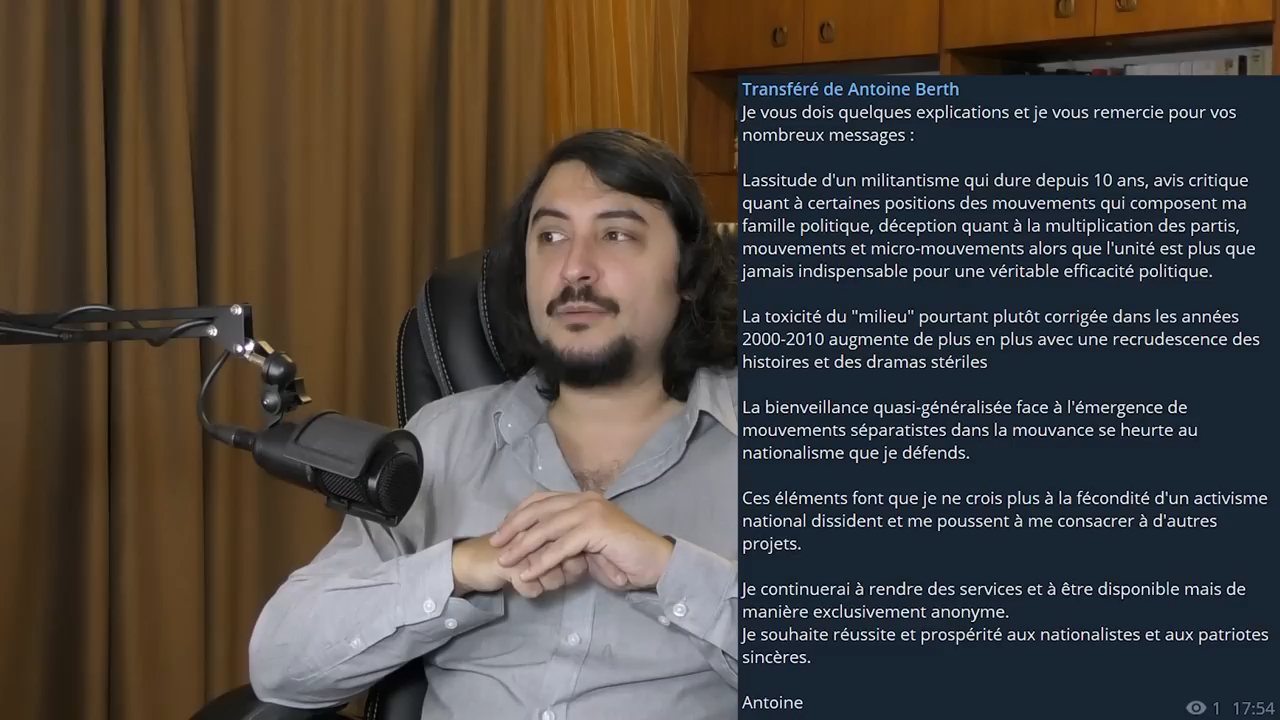 Transféré de Antoine Berth
Je vous dois quelques explications et je vous remercie pour vos
nombreux messages :
Lassitude d'un militantisme qui dure depuis 10 ans, avis critique
quant à certaines positions des mouvements qui composent ma
famille politique, déception quant à la multiplication des partis,
mouvements et micro-mouvements alors que l'unité est plus que
jamais indispensable pour une véritable efficacité politique.
La toxicité du "milieu" pourtant plutôt corrigée dans les années
2000-2010 augmente de plus en plus avec une recrudescence des
histoires et des dramas stériles
La bienveillance quasi-généralisée face à l'émergence de
mouvements séparatistes dans la mouvance se heurte au
nationalisme que je défends.
Ces éléments font que je ne crois plus à la fécondité d'un activisme
national dissident et me poussent à me consacrer à d'autres
projets.
Je continuerai à rendre des services et à être disponible mais de
manière exclusivement anonyme.
Je souhaite réussite et prospérité aux nationalistes et aux patriotes
sincères.
Antoine
1 17:54